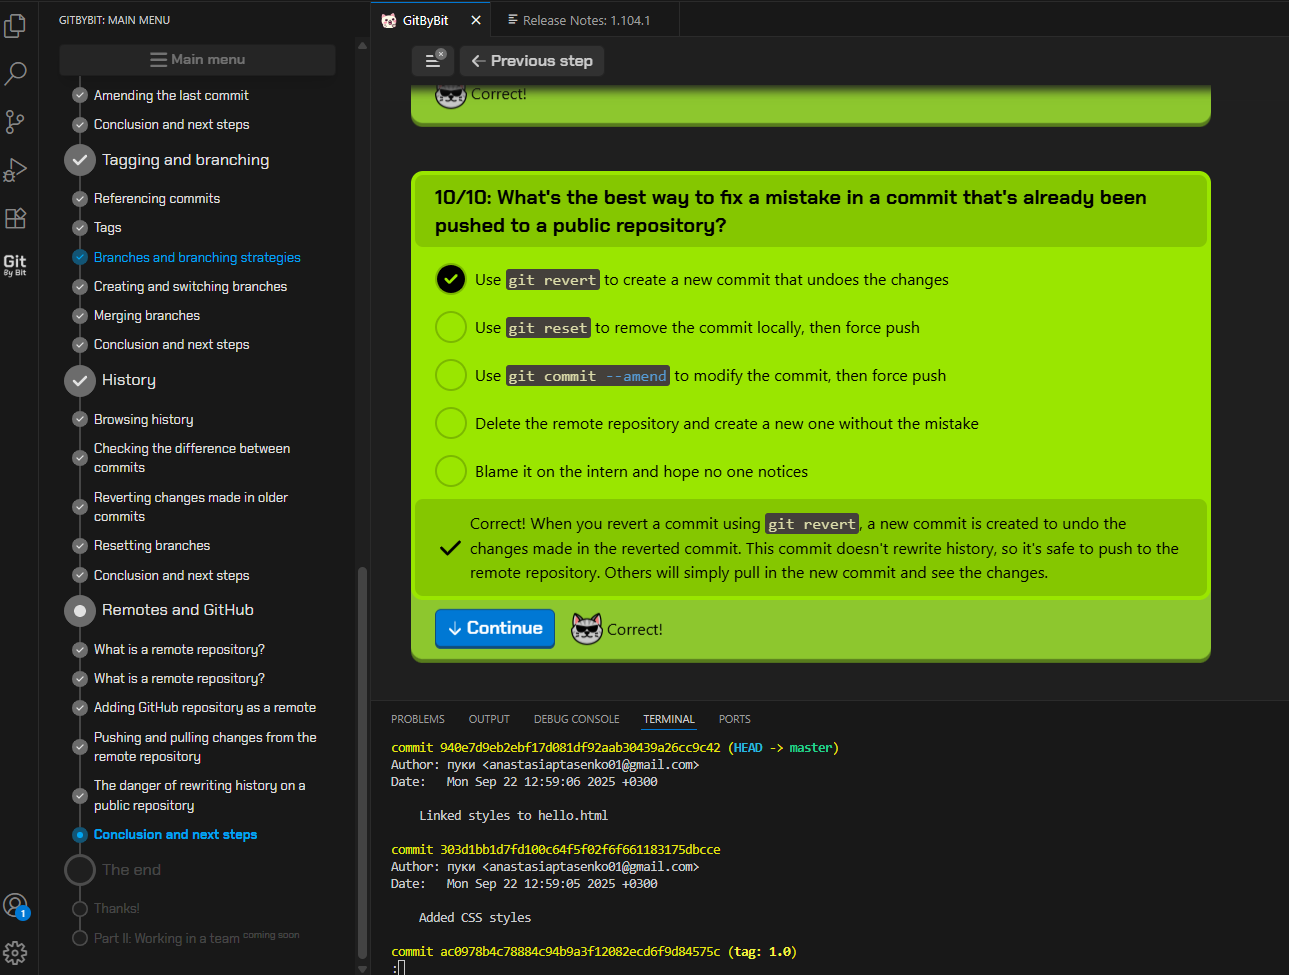 GITBYBIT: MAIN MENU
Main menu
Amending the last commit
Conclusion and next steps
Tagging and branching
Referencing commits
Tags
Branches and branching strategies
Creating and switching branches
Merging branches
Conclusion and next steps
History
Browsing history
Checking the difference between
commits
Reverting changes made in older
commits
Resetting branches
Conclusion and next steps
Remotes and GitHub
What is a remote repository?
What is a remote repository?
Adding GitHub repository as a remote
Pushing and pulling changes from the
remote repository
The danger of rewriting history on a
public repository
Conclusion and next steps
The end
Thanks!
Part II: Working in a team coming soon
Git
By Bit
1
GitByBit
Release Notes: 1.104.1
Previous step
Correct!
10/10: What's the best way to fix a mistake in a commit that's already been
pushed to a public repository?
Use git revert to create a new commit that undoes the changes
Use git reset to remove the commit locally, then force push
Use git commit --amend to modify the commit, then force push
Delete the remote repository and create a new one without the mistake
Blame it on the intern and hope no one notices
Correct! When you revert a commit using git revert, a new commit is created to undo the
changes made in the reverted commit. This commit doesn't rewrite history, so it's safe to push to the
remote repository. Others will simply pull in the new commit and see the changes.
Continue
Correct!
PROBLEMS OUTPUT DEBUG CONSOLE TERMINAL PORTS
commit 940e7d9eb2ebf17d081df92aab30439a26cc9c42 (HEAD -> master)
Author: пуки <anastasiaptasenko01@gmail.com>
Date: Mon Sep 22 12:59:06 2025 +0300
Linked styles to hello.html
commit 303d1bb1d7fd100c64f5f02f6f661183175dbcce
Author: пуки <anastasiaptasenko01@gmail.com>
Date: Mon Sep 22 12:59:05 2025 +0300
Added CSS styles
commit ac0978b4c78884c94b9a3f12082ecd6f9d84575c (tag: 1.0)
: